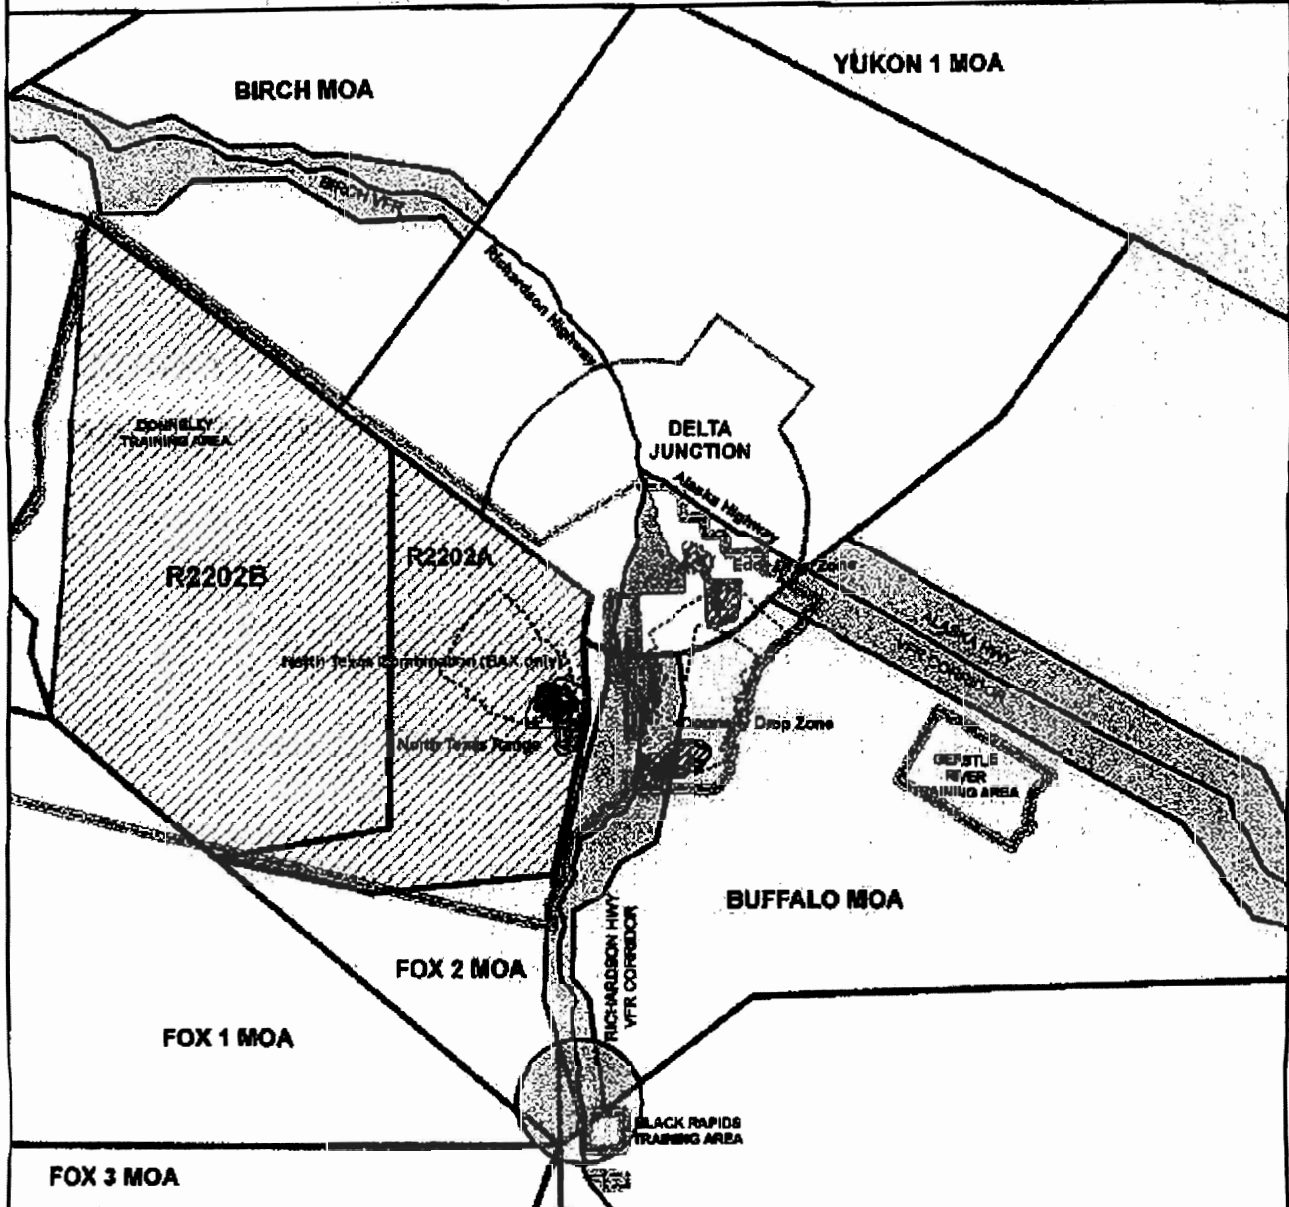 YUKON 1 MOA
BIRCH MOA
BIRCH VFR
Richardson Highway
DONNELLY
TRAINING AREA
DELTA
JUNCTION
Alaska Highway
R2202A
R2202B
Drop Zone
ALASKA HWY
VFR CORRIDOR
North Texas Combination (BAX only)
Drop Zone
North Texas Range
GERSTLE
RIVER
TRAINING AREA
BUFFALO MOA
RICHARDSON HWY
VFR CORRIDOR
FOX 2 MOA
FOX 1 MOA
BLACK RAPIDS
TRAINING AREA
FOX 3 MOA